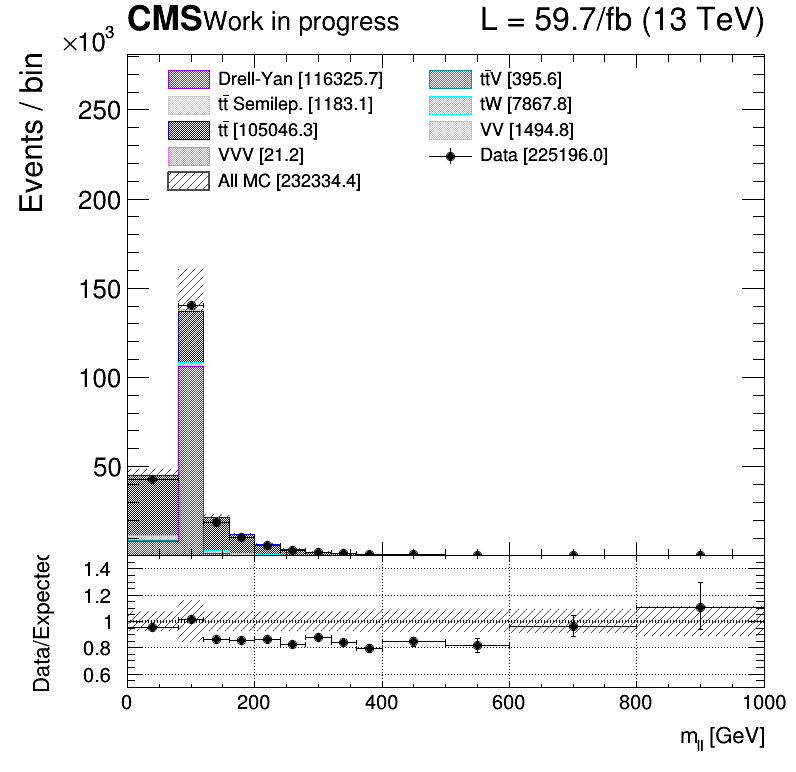 CMS Work in progress L = 59.7/fb (13 TeV)
×10³
Events / bin
Drell-Yan [116325.7]
tt̄ Semilep. [1183.1]
tt̄ [105046.3]
VVV [21.2]
All MC [232334.4]
tt̄V [395.6]
tW [7867.8]
VV [1494.8]
Data [225196.0]
250
200
150
100
50
Data/Expected
1.4
1.2
1
0.8
0.6
0 200 400 600 800 1000
m_ll [GeV]